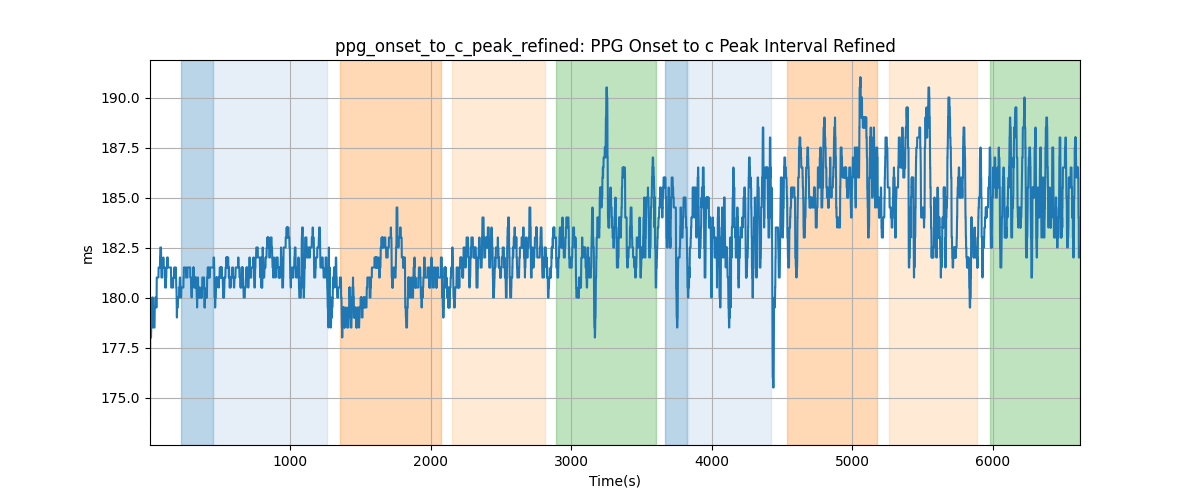 ppg_onset_to_c_peak_refined: PPG Onset to c Peak Interval Refined
190.0
187.5
185.0
182.5
180.0
177.5
175.0
ms
1000 2000 3000 4000 5000 6000
Time(s)